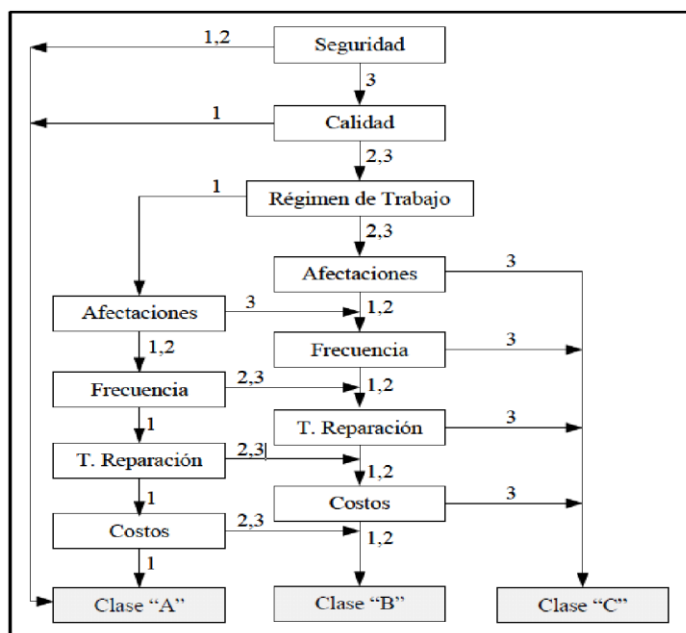 1,2
Seguridad
3
1
Calidad
2,3
1
Régimen de Trabajo
2,3
Afectaciones
3
Afectaciones
3
1,2
1,2
Frecuencia
3
Frecuencia
2,3
1,2
1
T. Reparación
3
T. Reparación
2,3
1,2
1
Costos
3
Costos
2,3
1,2
1
Clase “A”
Clase “B”
Clase “C”